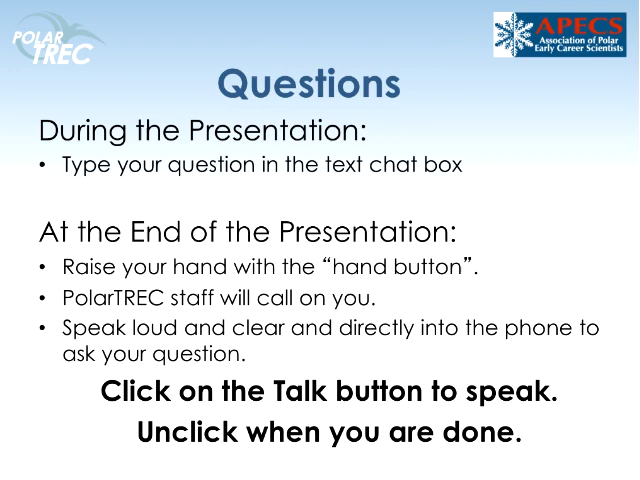 POLAR
TREC
APECS
Association of Polar
Early Career Scientists
Questions
During the Presentation:
• Type your question in the text chat box
At the End of the Presentation:
• Raise your hand with the “hand button”.
• PolarTREC staff will call on you.
• Speak loud and clear and directly into the phone to
ask your question.
Click on the Talk button to speak.
Unclick when you are done.